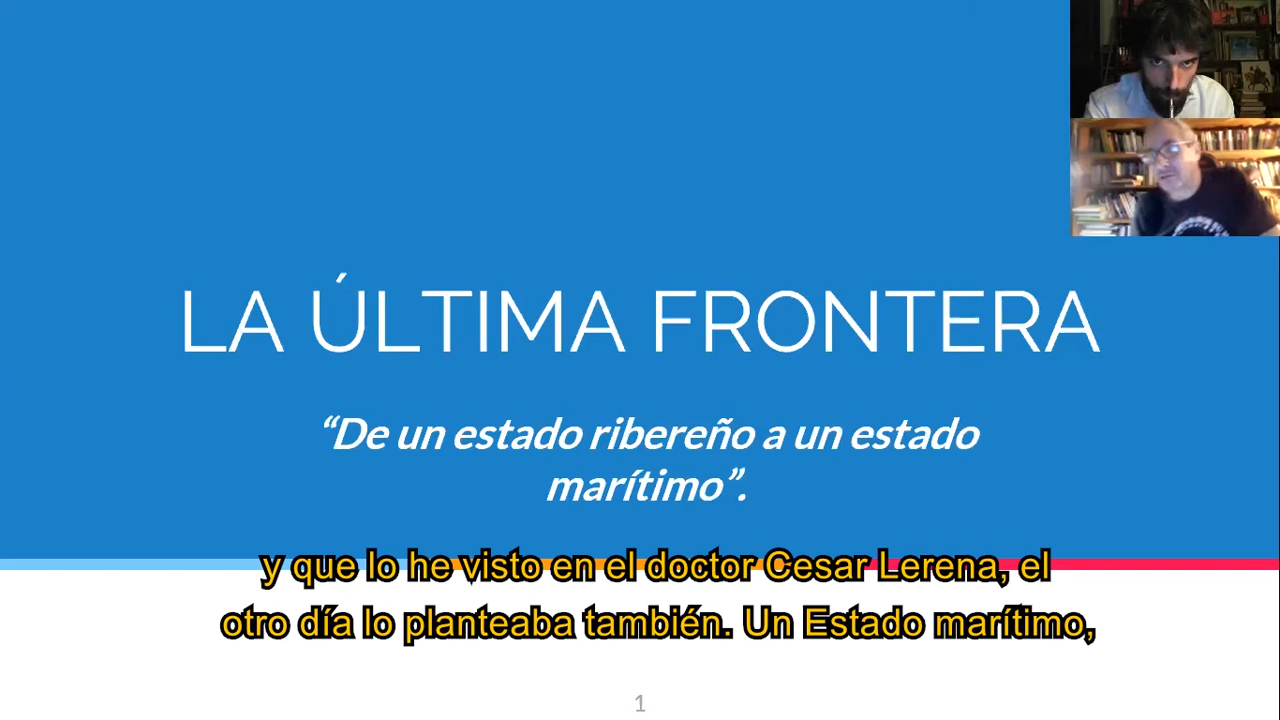 LA ÚLTIMA FRONTERA
“De un estado ribereño a un estado
marítimo”.
y que lo he visto en el doctor Cesar Lerena, el
otro día lo planteaba también. Un Estado marítimo,
1